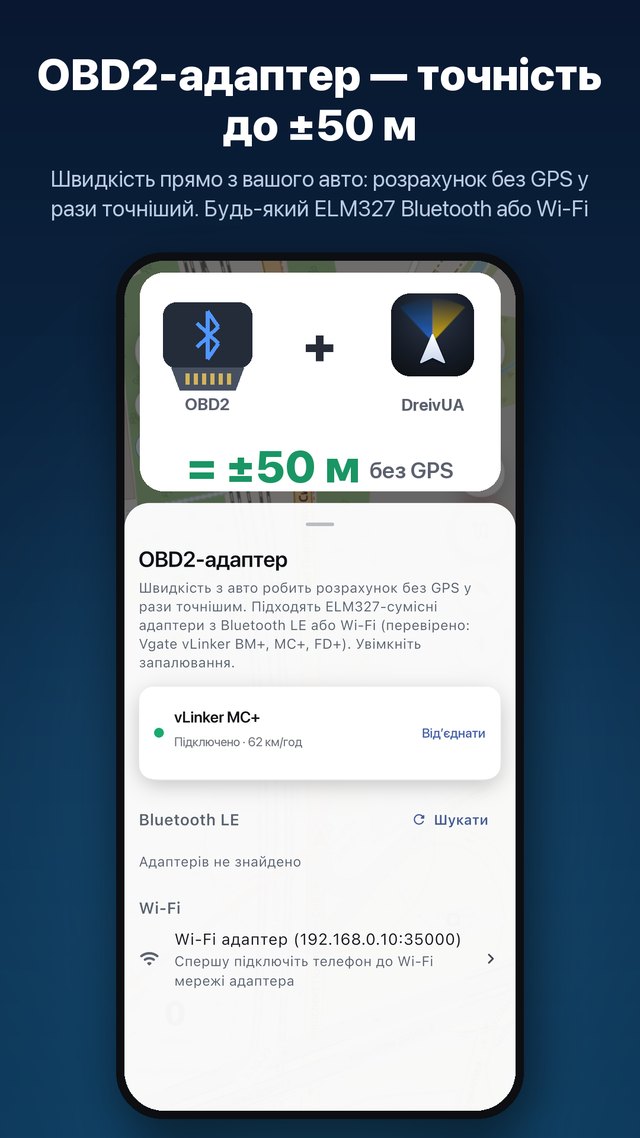 OBD2-адаптер — точність
до ±50 м
Швидкість прямо з вашого авто: розрахунок без GPS у
рази точніший. Будь-який ELM327 Bluetooth або Wi-Fi
+
OBD2
DreivUA
= ±50 м без GPS
OBD2-адаптер
Швидкість з авто робить розрахунок без GPS у
рази точнішим. Підходять ELM327-сумісні
адаптери з Bluetooth LE або Wi-Fi (перевірено:
Vgate vLinker BM+, MC+, FD+). Увімкніть
запалювання.
vLinker MC+
Підключено · 62 км/год
Від’єднати
Bluetooth LE
Шукати
Адаптерів не знайдено
Wi-Fi
Wi-Fi адаптер (192.168.0.10:35000)
Спершу підключіть телефон до Wi-Fi
мережі адаптера